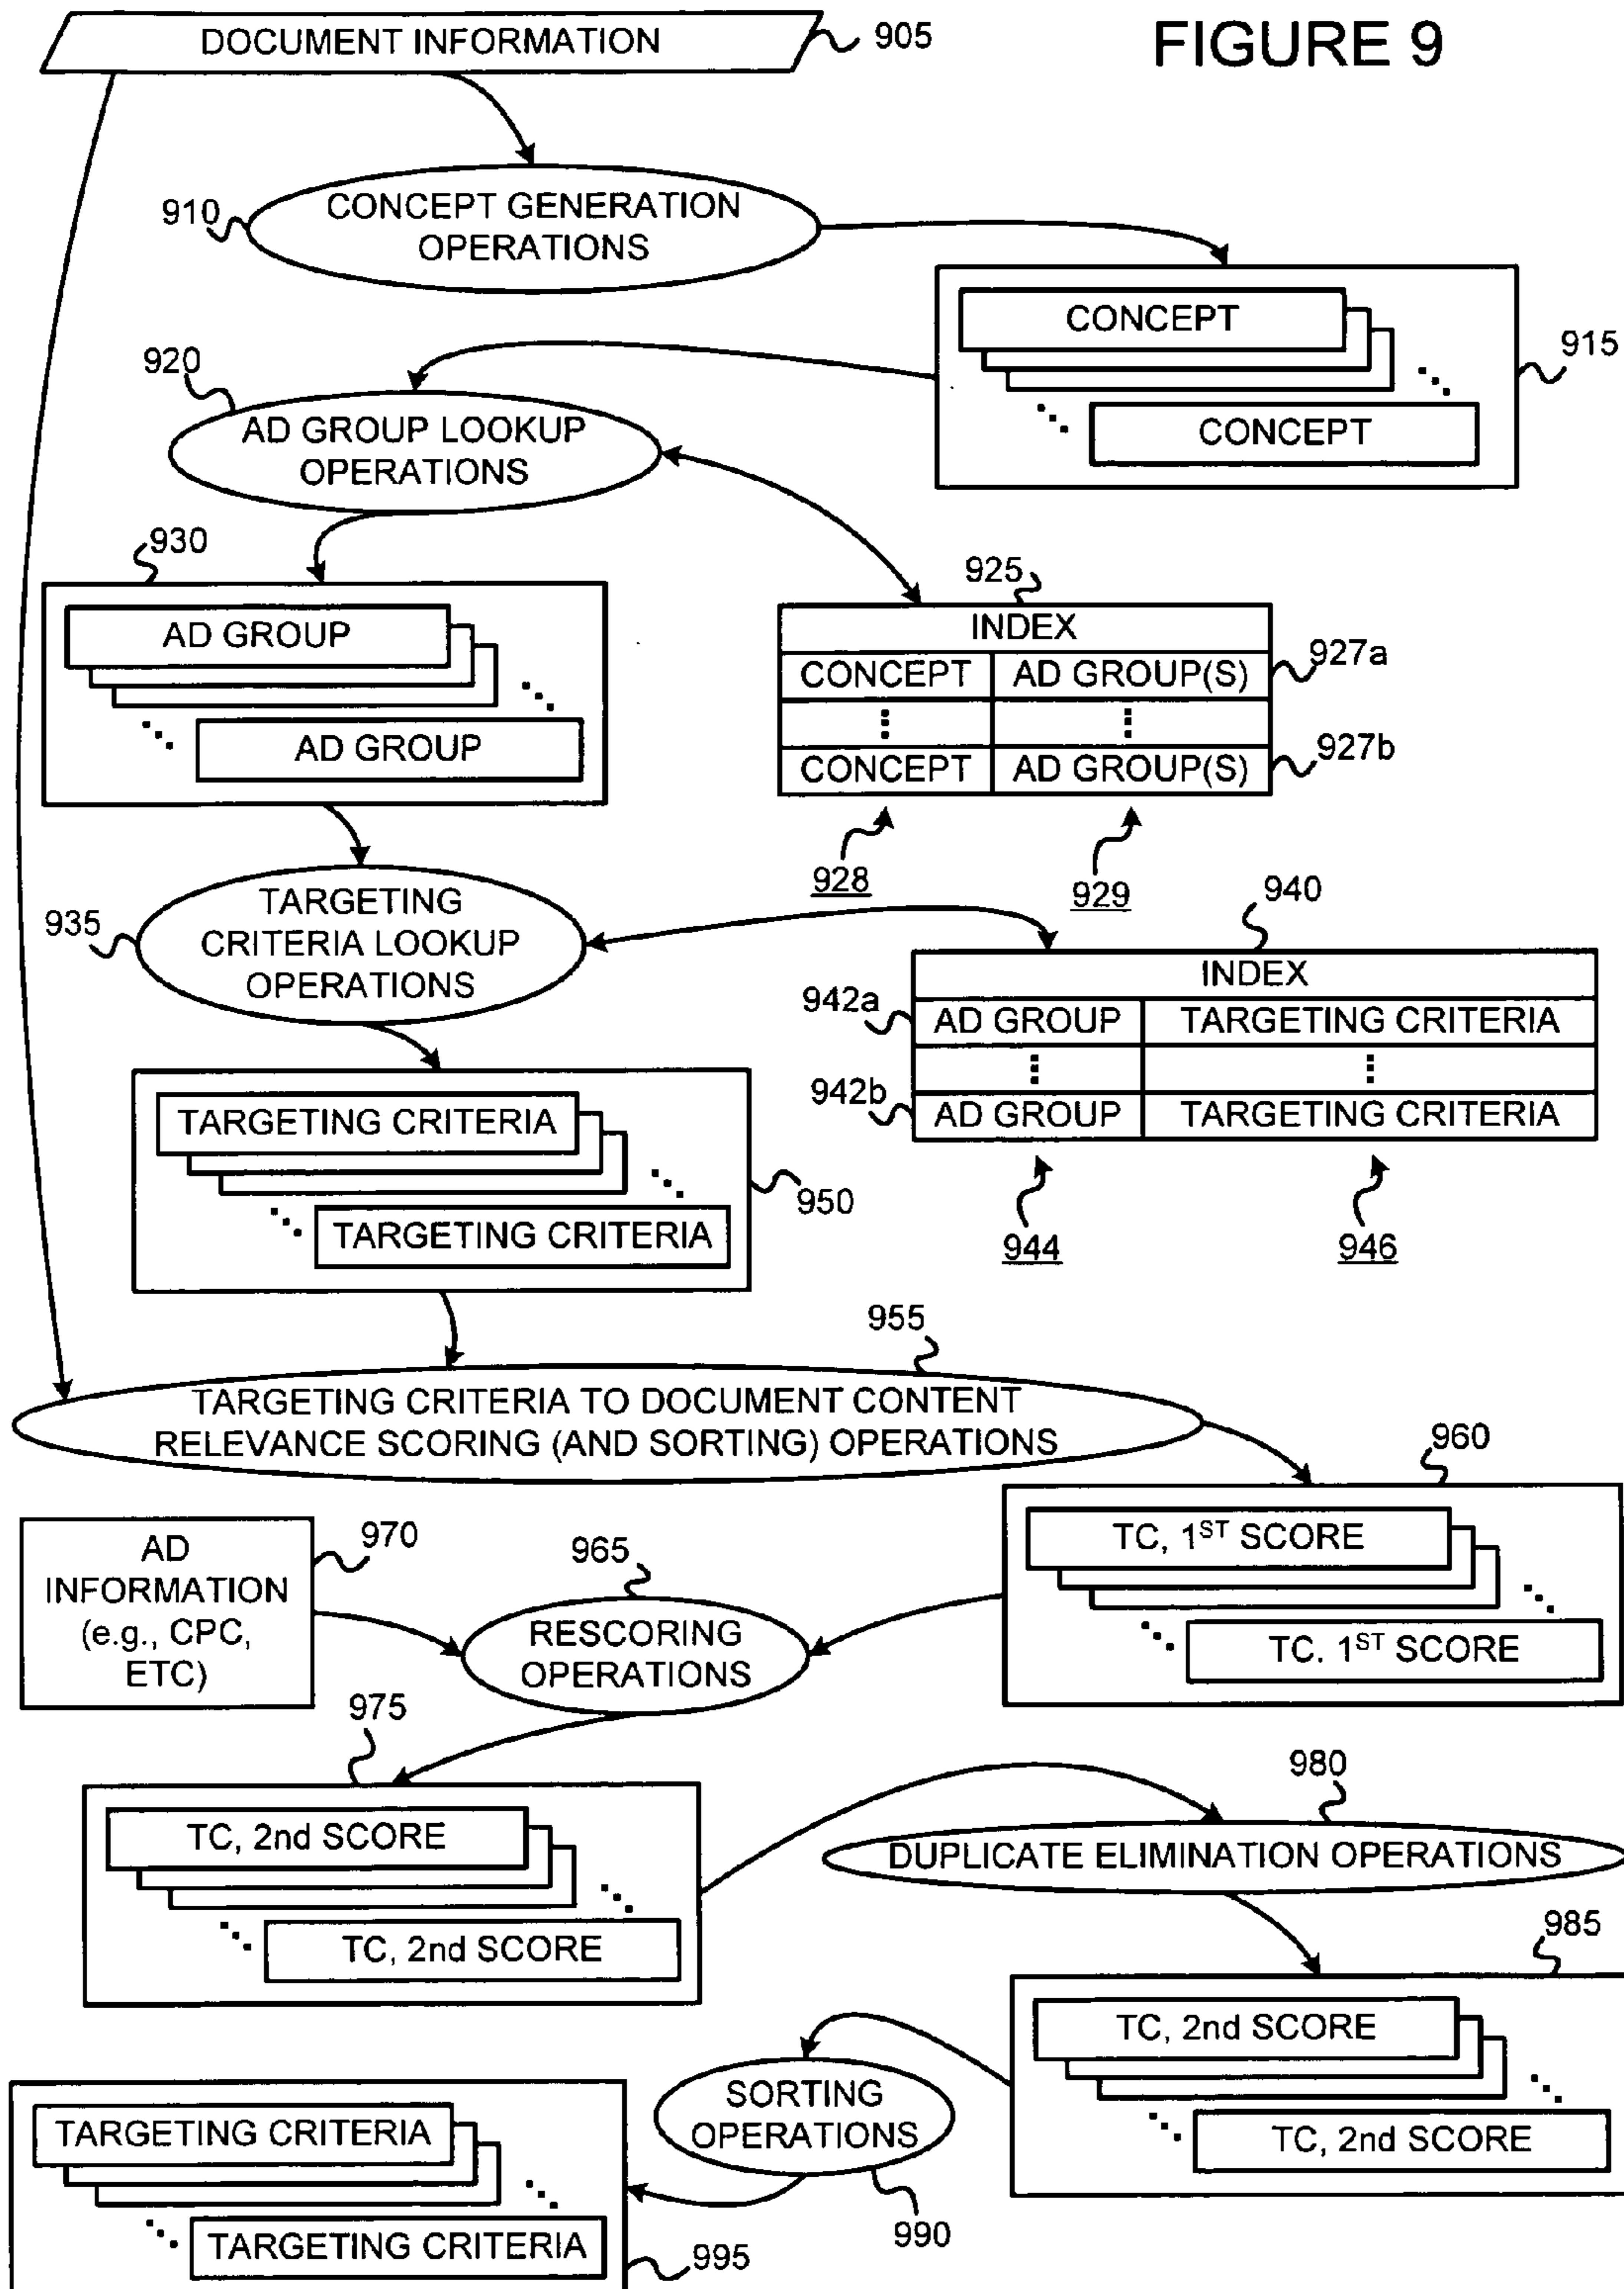 FIGURE 9
DOCUMENT INFORMATION
905
910
CONCEPT GENERATION
OPERATIONS
CONCEPT
CONCEPT
915
920
AD GROUP LOOKUP
OPERATIONS
930
AD GROUP
AD GROUP
925
INDEX
CONCEPT AD GROUP(S)
927a
CONCEPT AD GROUP(S)
927b
928
929
935
TARGETING
CRITERIA LOOKUP
OPERATIONS
940
INDEX
942a
AD GROUP TARGETING CRITERIA
942b
AD GROUP TARGETING CRITERIA
944
946
TARGETING CRITERIA
TARGETING CRITERIA
950
955
TARGETING CRITERIA TO DOCUMENT CONTENT
RELEVANCE SCORING (AND SORTING) OPERATIONS
960
TC, 1ST SCORE
TC. 1ST SCORE
AD
INFORMATION
(e.g., CPC,
ETC)
970
965
RESCORING
OPERATIONS
975
TC, 2nd SCORE
TC, 2nd SCORE
980
DUPLICATE ELIMINATION OPERATIONS
985
TC, 2nd SCORE
TC, 2nd SCORE
SORTING
OPERATIONS
990
TARGETING CRITERIA
TARGETING CRITERIA
995